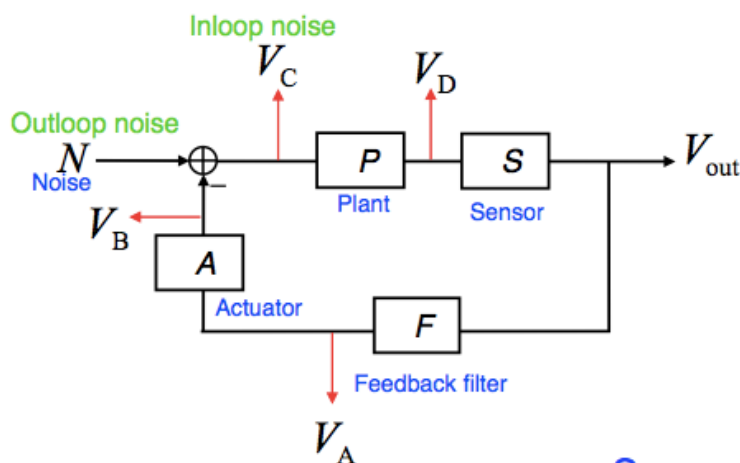 Inloop noise
V_C
V_D
Outloop noise
N
Noise
P
S
V_out
Plant
Sensor
−
V_B
A
Actuator
F
Feedback filter
V_A